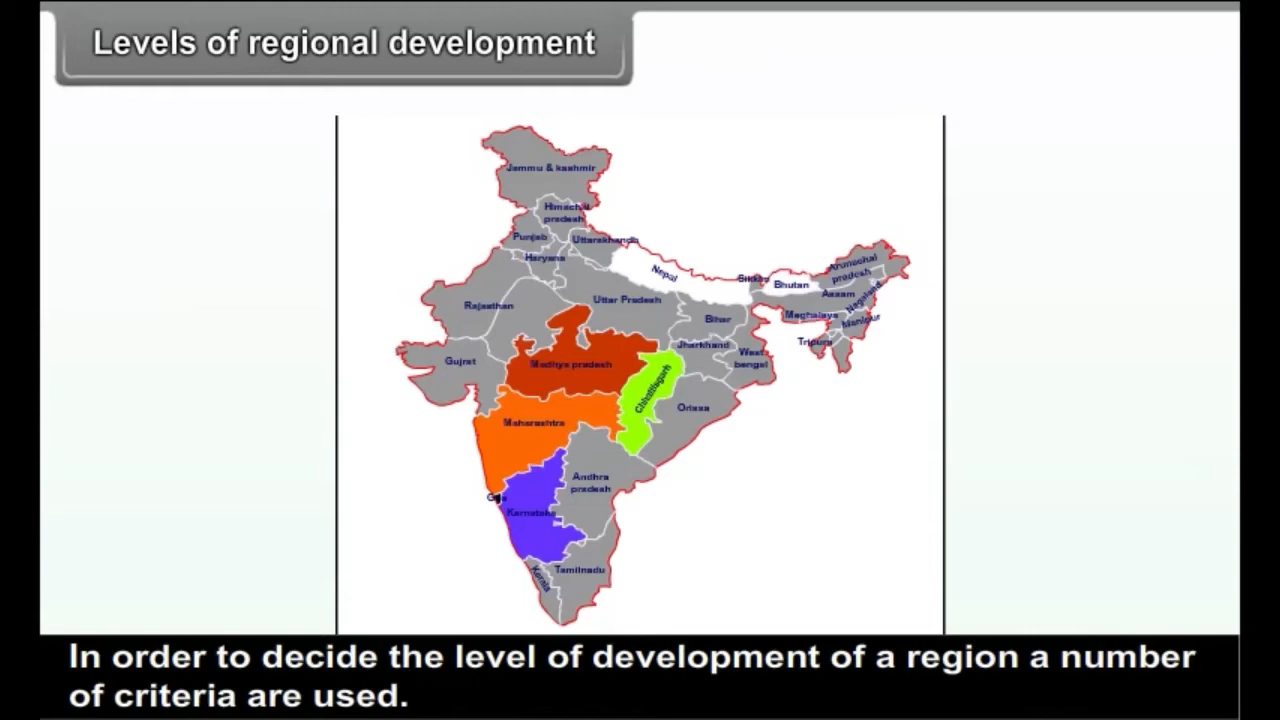 Levels of regional development
Jammu & kashmir
Himachal
pradesh
Punjab
Uttarakhandh
Haryana
Nepal
Sikkim
Bhutan
Arunachal
pradesh
Assam
Nagaland
Rajasthan
Uttar Pradesh
Bihar
Meghalaya
Manipur
Tripura
Jharkhand
West
bengal
Gujrat
Madhya pradesh
Chhattisgarh
Orissa
Maharashtra
Andhra
pradesh
Goa
Karnataka
Kerala
Tamilnadu
In order to decide the level of development of a region a number
of criteria are used.